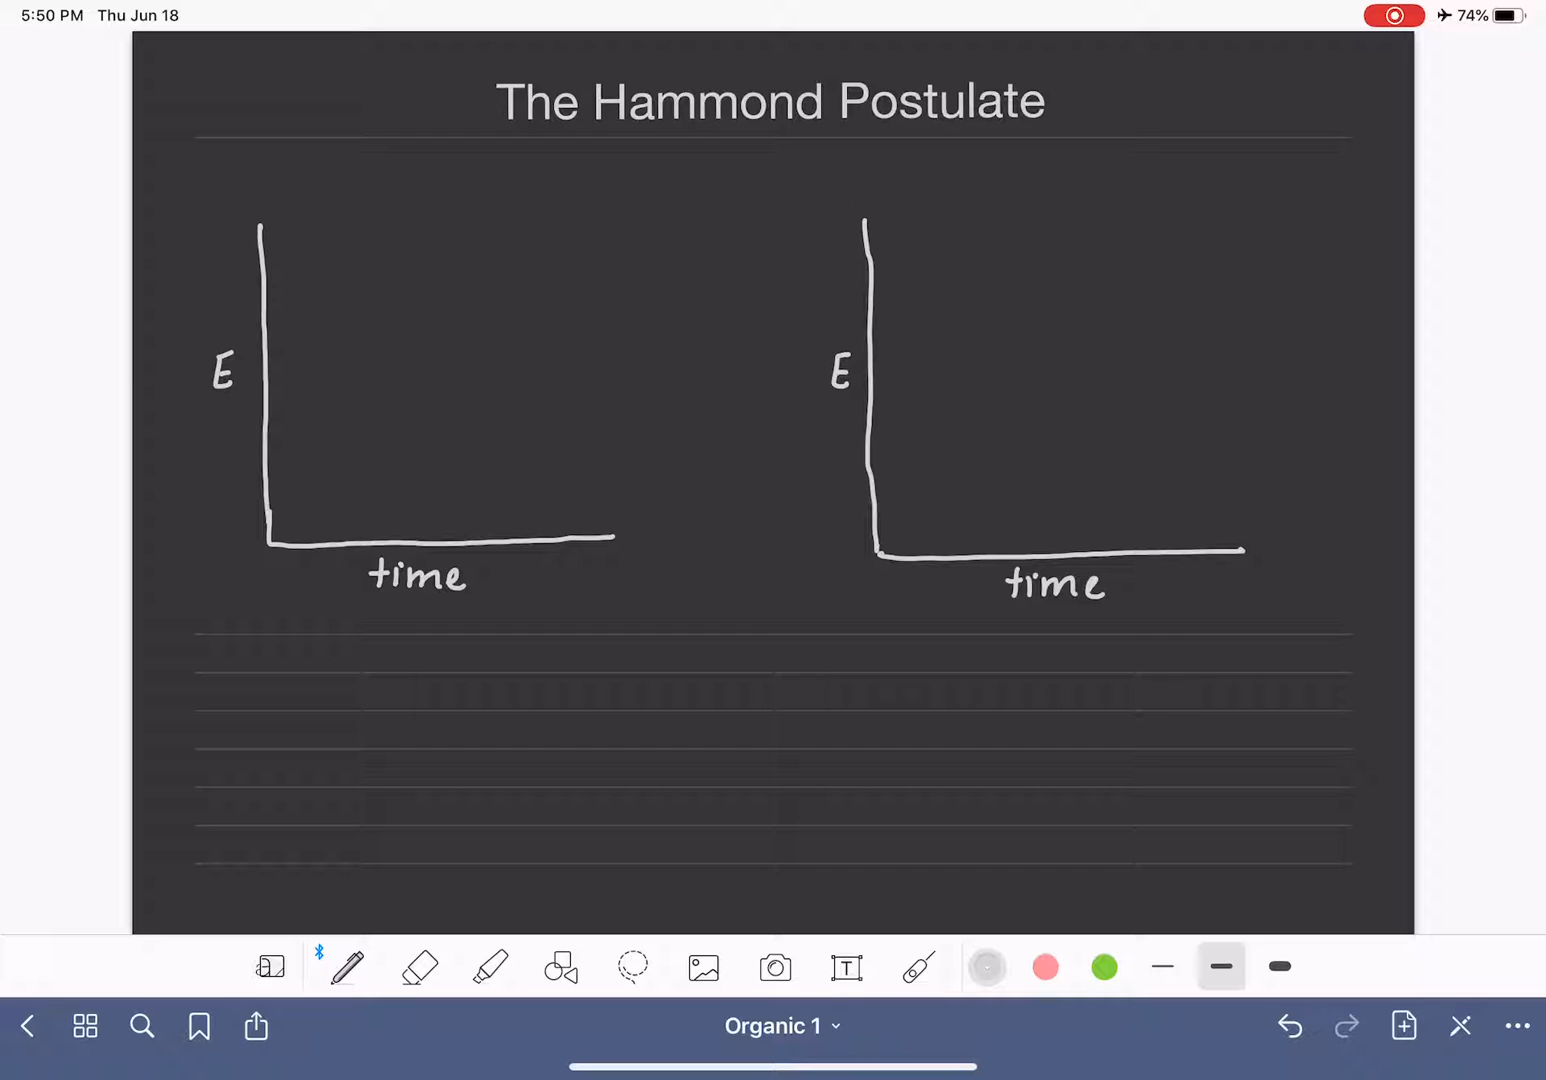 5:50 PM Thu Jun 18
74%
The Hammond Postulate
E
E
time
time
T
Organic 1